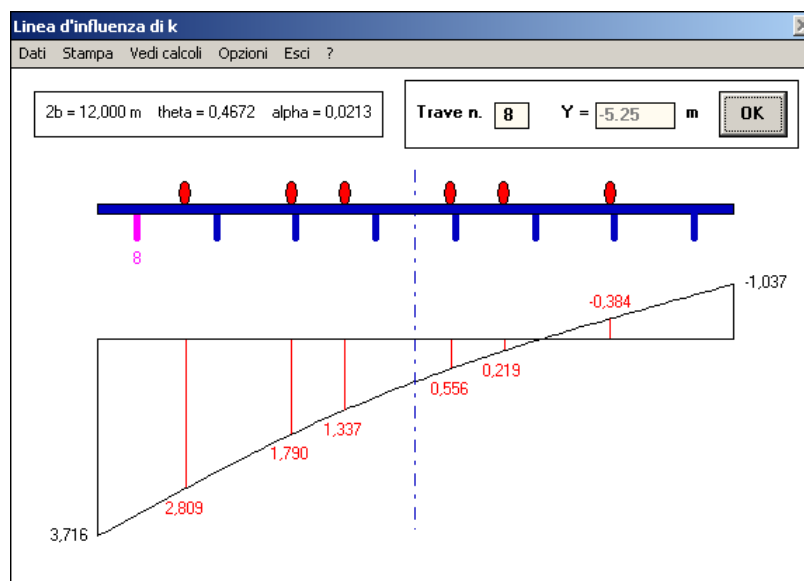 Linea d'influenza di k
Dati Stampa Vedi calcoli Opzioni Esci ?
2b = 12,000 m theta = 0,4672 alpha = 0,0213
Trave n. 8 Y = -5.25 m OK
8
-1,037
-0,384
0,219
0,556
1,337
1,790
2,809
3,716